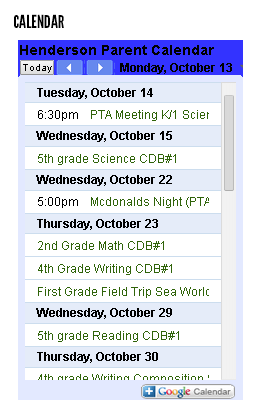 CALENDAR
Henderson Parent Calendar
Today Monday, October 13
Tuesday, October 14
6:30pm PTA Meeting K/1 Scien
Wednesday, October 15
5th grade Science CDB#1
Wednesday, October 22
5:00pm Mcdonalds Night (PTA
Thursday, October 23
2nd Grade Math CDB#1
4th Grade Writing CDB#1
First Grade Field Trip Sea World
Wednesday, October 29
5th grade Reading CDB#1
Thursday, October 30
4th grade Writing Composition
Google Calendar